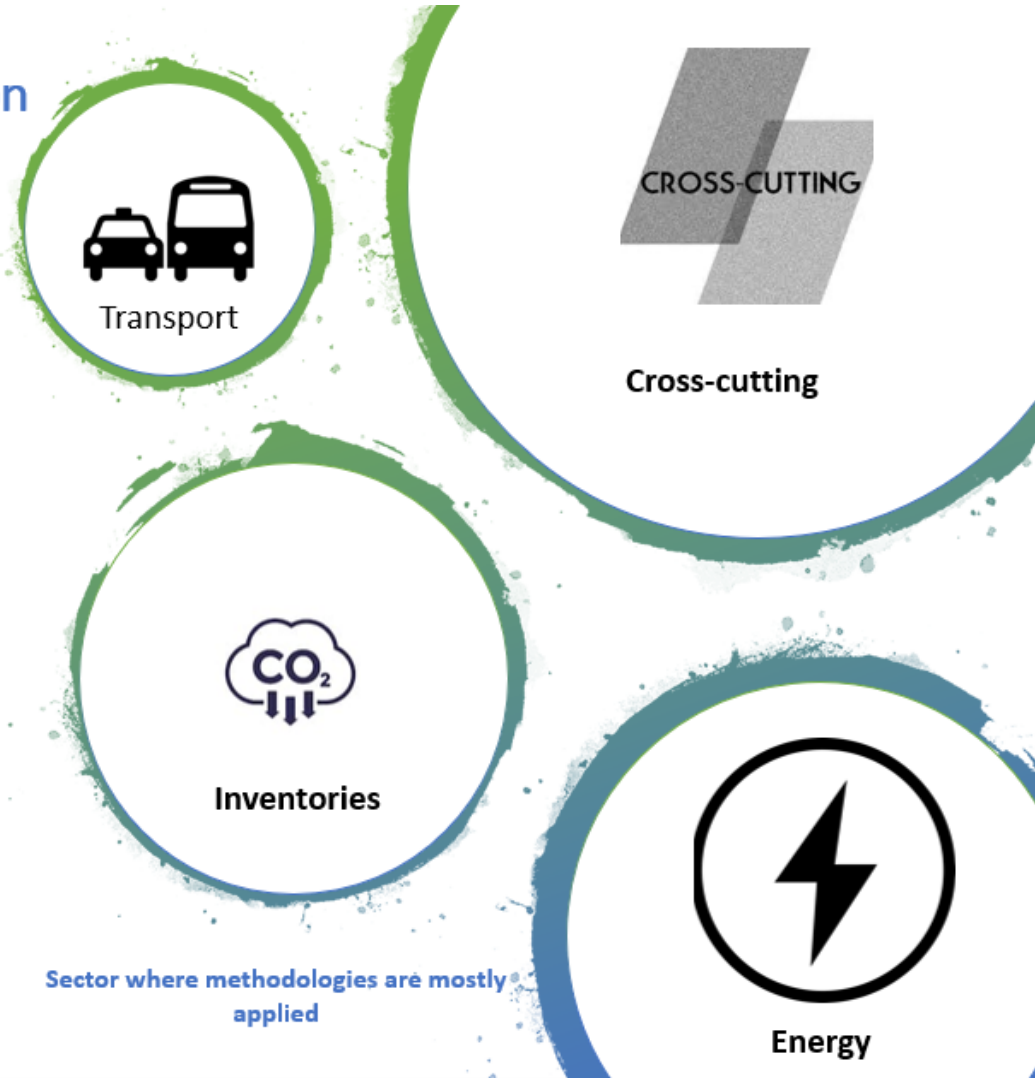 n
Transport
CROSS-CUTTING
Cross-cutting
CO₂
Inventories
Sector where methodologies are mostly
applied
Energy